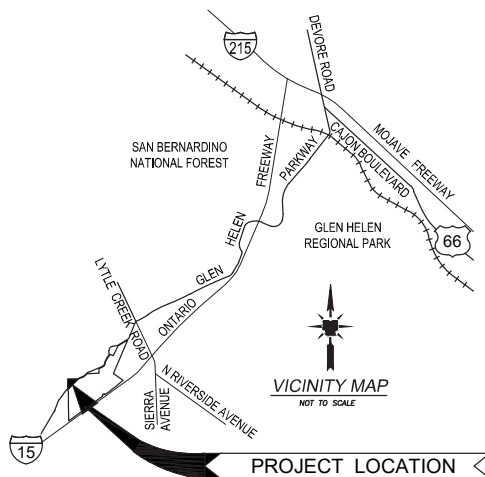 215
DEVORE ROAD
MOJAVE FREEWAY
CAJON BOULEVARD
SAN BERNARDINO
NATIONAL FOREST
FREEWAY
PARKWAY
HELEN
GLEN HELEN
REGIONAL PARK
66
GLEN
LYTLE CREEK ROAD
ONTARIO
N RIVERSIDE AVENUE
SIERRA
AVENUE
VICINITY MAP
NOT TO SCALE
15
PROJECT LOCATION